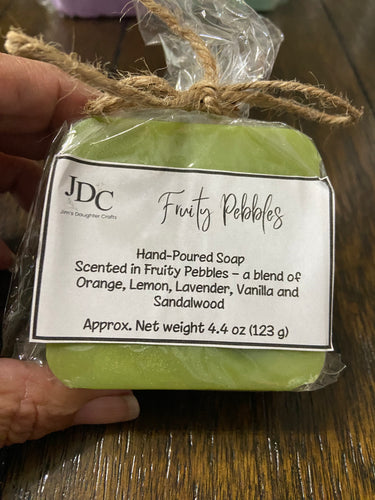 JDC
Jim's Daughter Crafts
Fruity Pebbles
Hand-Poured Soap
Scented in Fruity Pebbles – a blend of
Orange, Lemon, Lavender, Vanilla and
Sandalwood
Approx. Net weight 4.4 oz (123 g)